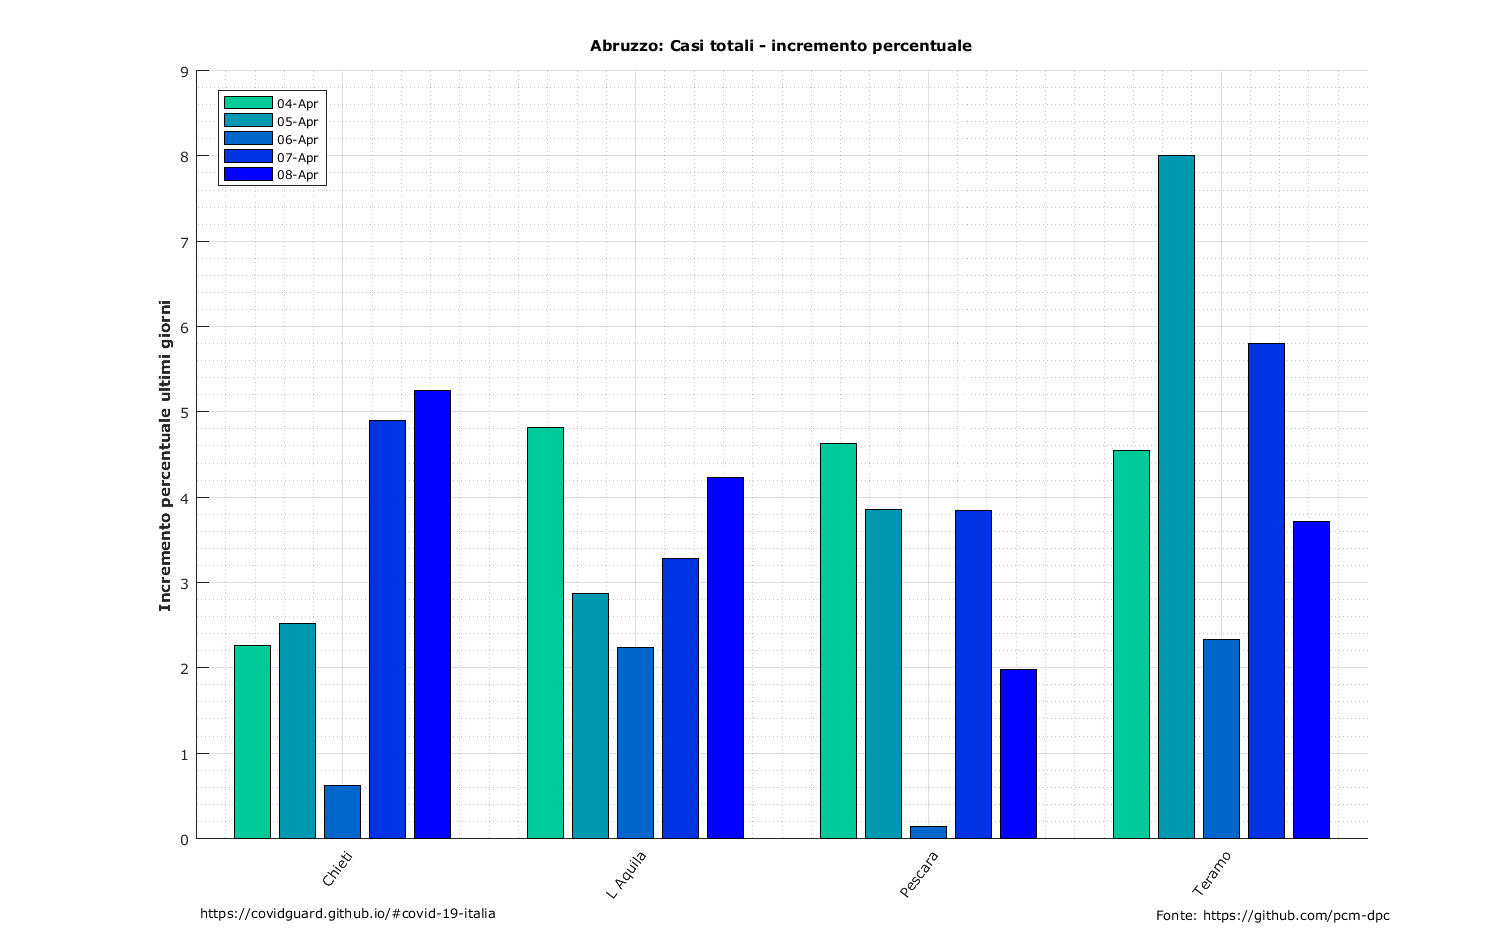 Abruzzo: Casi totali - incremento percentuale
9
8
7
6
5
4
3
2
1
0
Incremento percentuale ultimi giorni
04-Apr
05-Apr
06-Apr
07-Apr
08-Apr
Chieti
L Aquila
Pescara
Teramo
https://covidguard.github.io/#covid-19-italia
Fonte: https://github.com/pcm-dpc